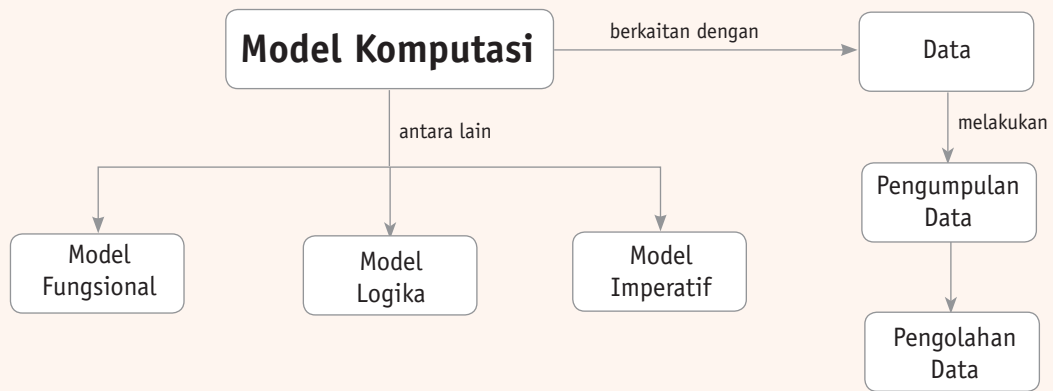 Model Komputasi
berkaitan dengan
Data
antara lain
melakukan
Pengumpulan
Data
Model
Fungsional
Model
Logika
Model
Imperatif
Pengolahan
Data